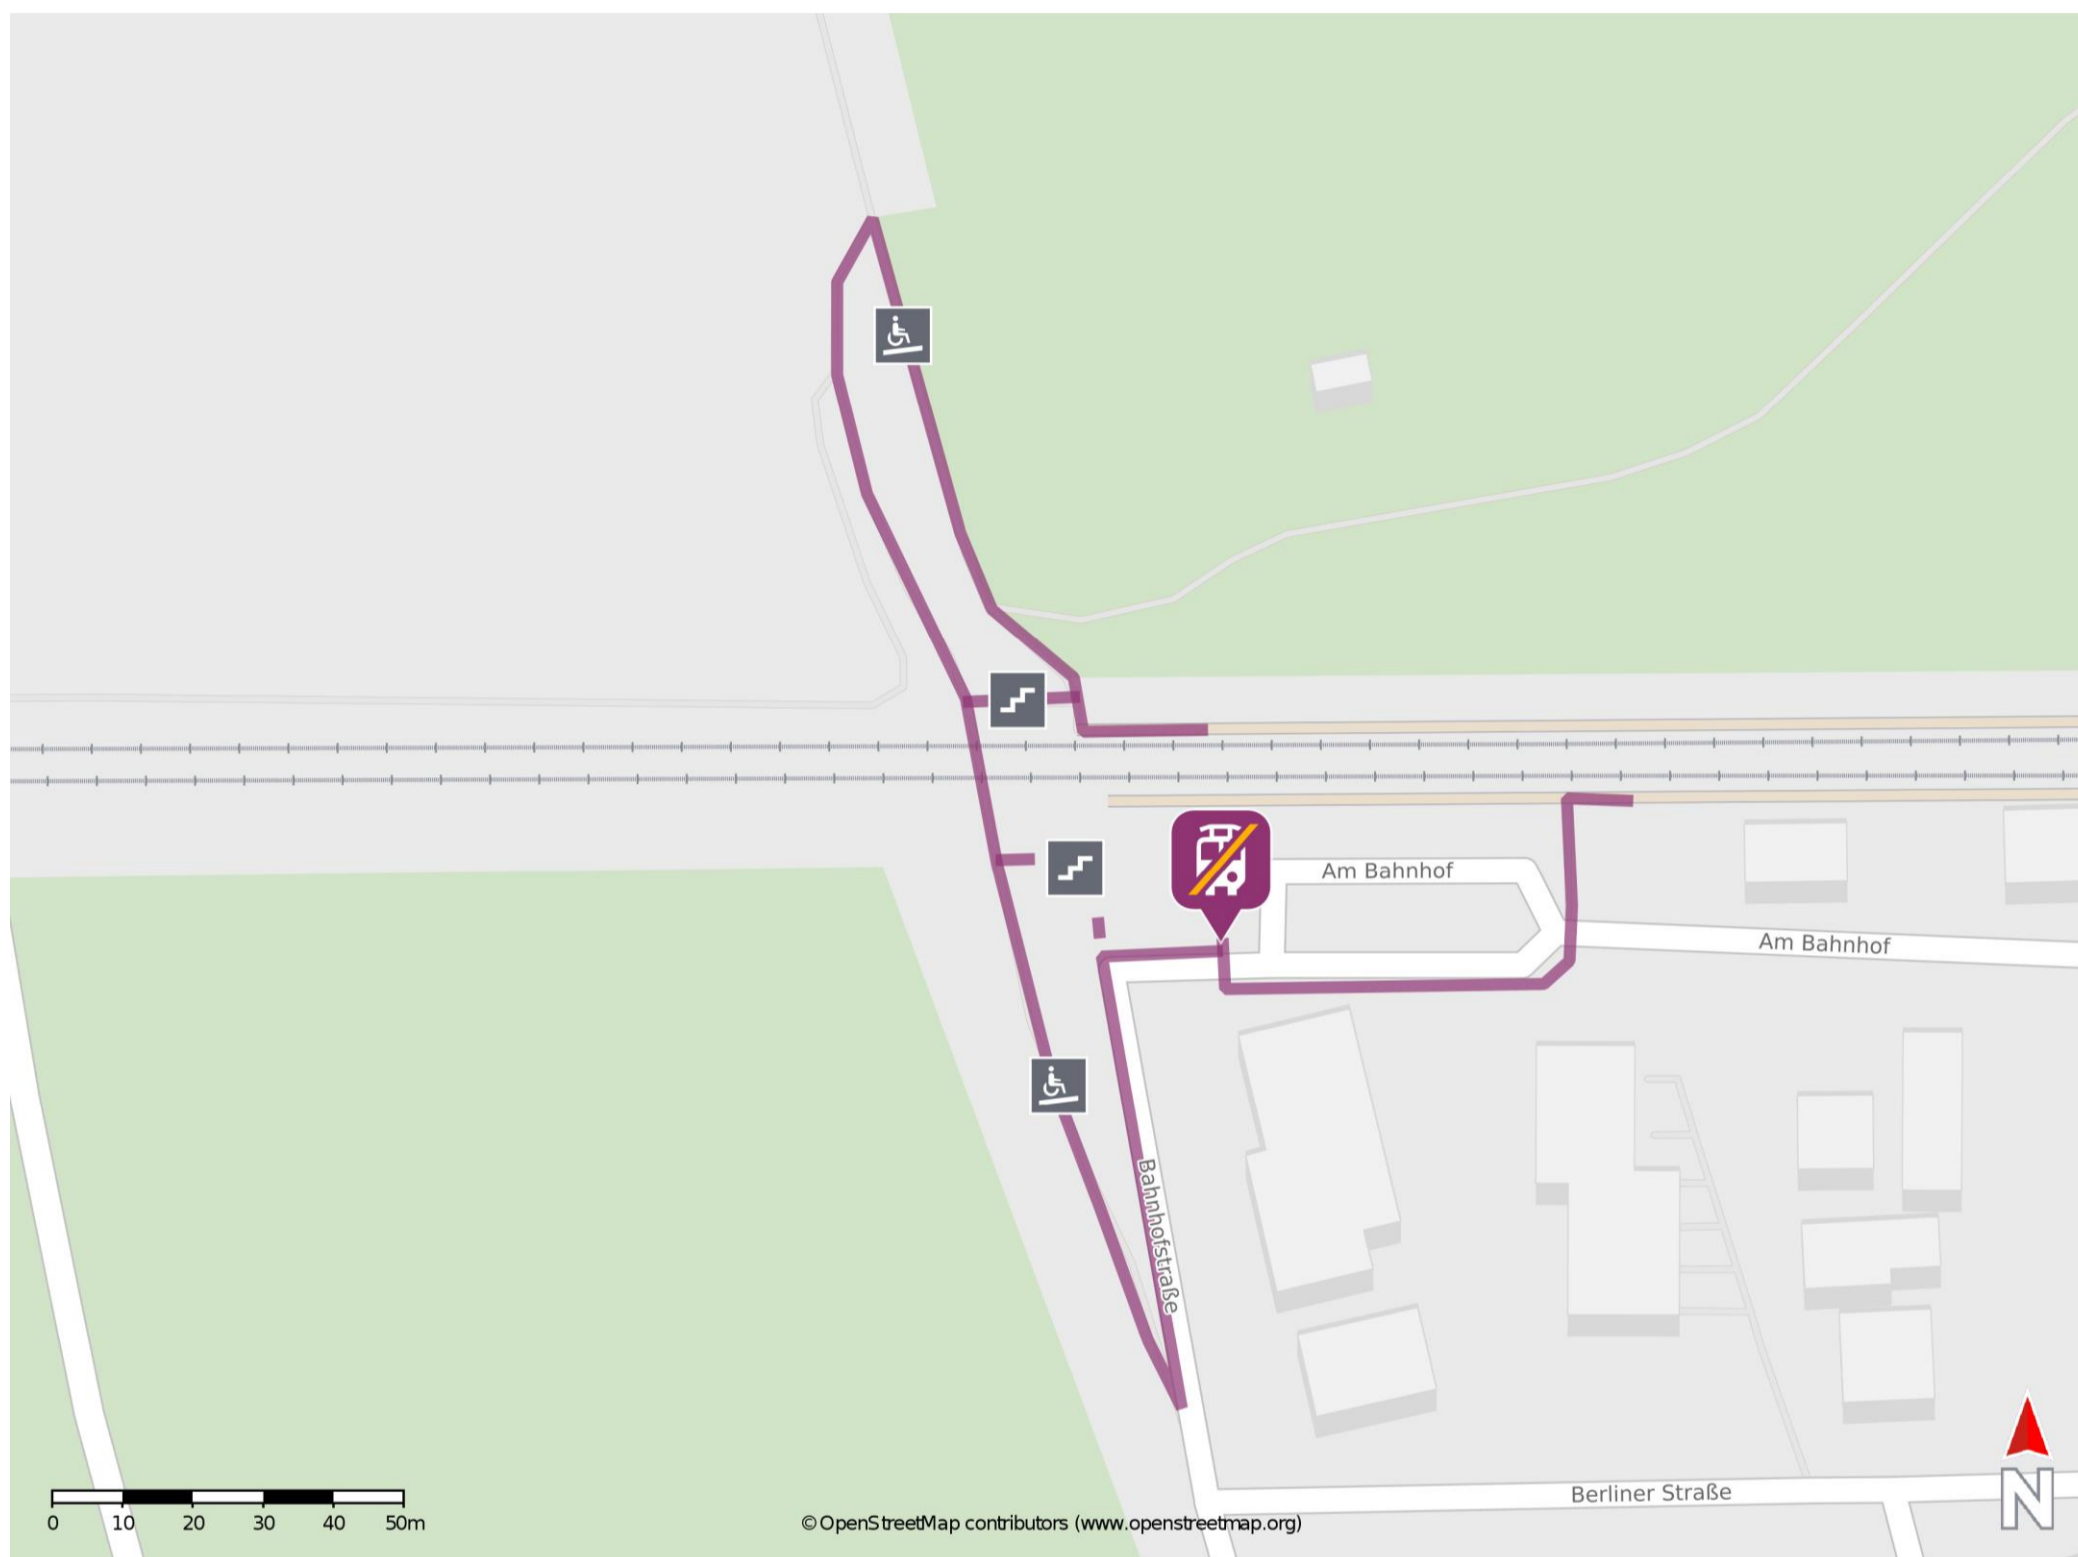 Am Bahnhof
Am Bahnhof
Bahnhofstraße
Berliner Straße
0 10 20 30 40 50m
© OpenStreetMap contributors (www.openstreetmap.org)
N